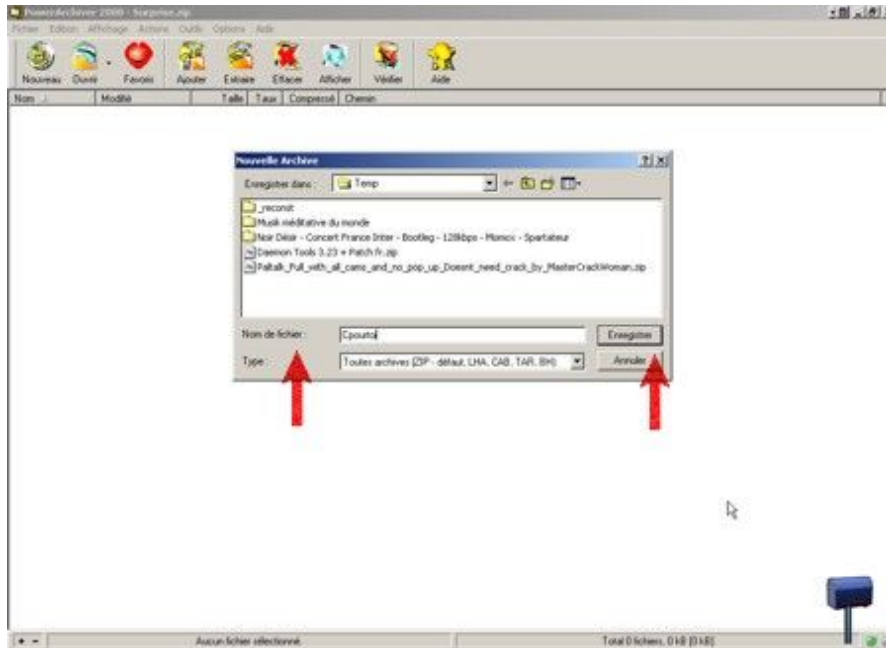 PowerArchiver 2000 - Surprise.zip
Fichier Edition Affichage Actions Outils Options Aide
Nouveau Ouvrir Favoris Ajouter Extraire Effacer Afficher Vérifier Aide
Nom Modifié Taille Taux Compressé Chemin
Nouvelle Archive
Enregistrer dans : Temp
_reconst
Musik méditative du monde
Noir Désir - Concert France Inter - Bootleg - 128kbps - Momox - Spartateur
Daemon Tools 3.23 + Patch fr.zip
Paltalk_Full_with_all_cams_and_no_pop_up_Doesnt_need_crack_by_MasterCrackWoman.zip
Nom de fichier : Cpourtoi Enregistrer
Type : Toutes archives (ZIP - défaut, LHA, CAB, TAR, BH) Annuler
Aucun fichier sélectionné. Total 0 fichiers, 0 kB (0 kB)